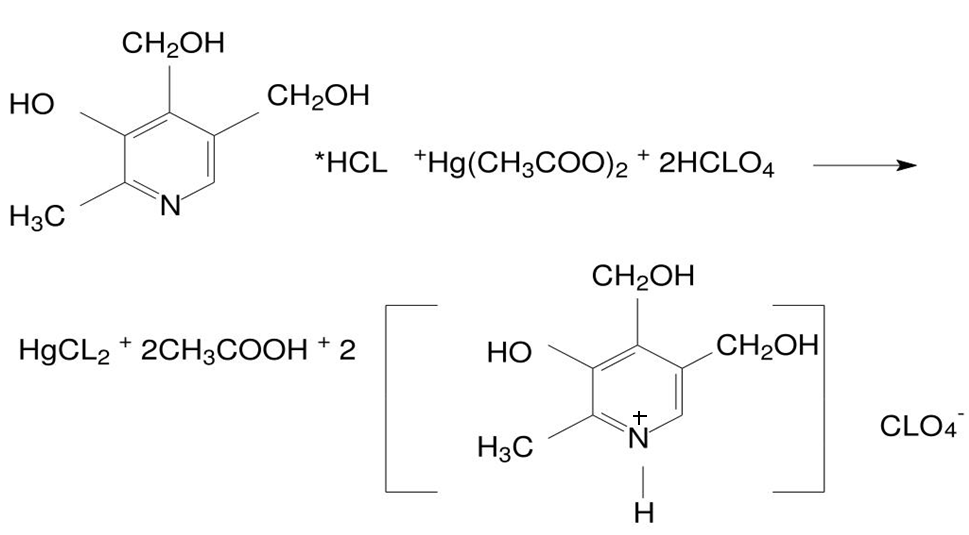 CH₂OH
HO
CH₂OH
*HCL ⁺Hg(CH₃COO)₂ ⁺ 2HCLO₄
H₃C
N
CH₂OH
HgCL₂ ⁺ 2CH₃COOH ⁺ 2
HO
CH₂OH
CLO₄⁻
H₃C
N⁺
H